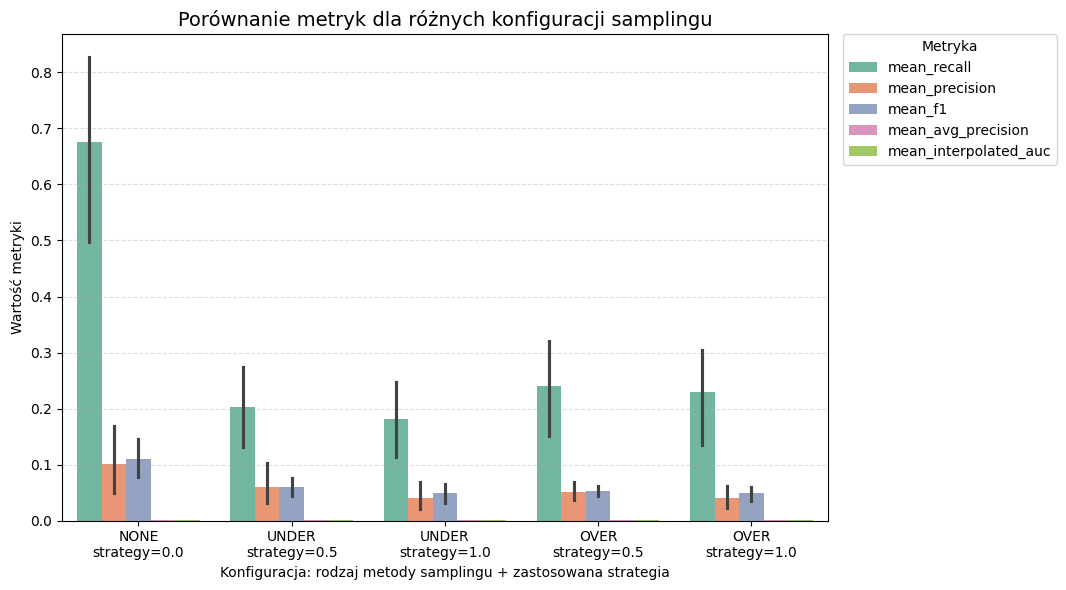 Porównanie metryk dla różnych konfiguracji samplingu
Metryka
mean_recall
mean_precision
mean_f1
mean_avg_precision
mean_interpolated_auc
Wartość metryki
0.8
0.7
0.6
0.5
0.4
0.3
0.2
0.1
0.0
NONE
strategy=0.0
UNDER
strategy=0.5
UNDER
strategy=1.0
OVER
strategy=0.5
OVER
strategy=1.0
Konfiguracja: rodzaj metody samplingu + zastosowana strategia